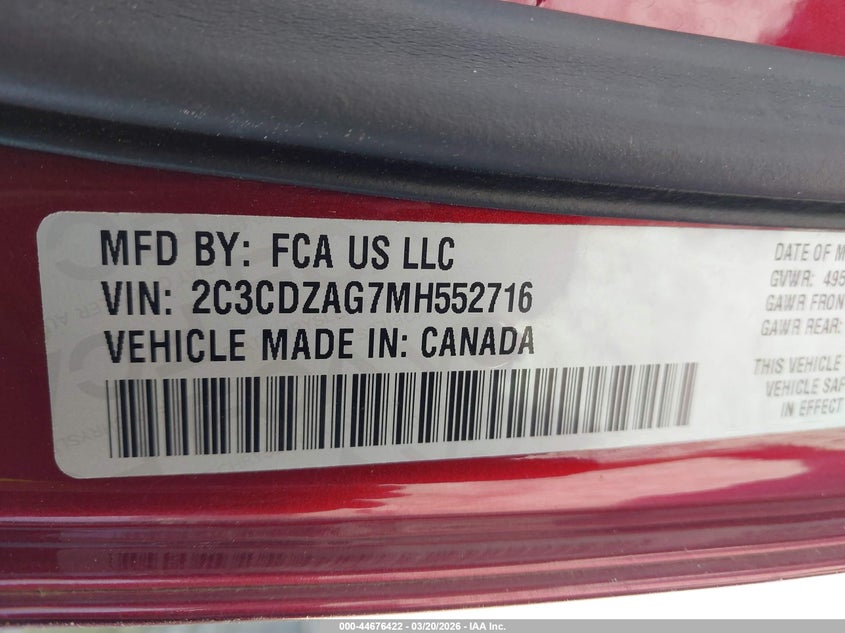 MFD BY: FCA US LLC
VIN: 2C3CDZAG7MH552716
VEHICLE MADE IN: CANADA
DATE OF M
GVWR: 495
GAWR FRON
GAWR REAR:
THIS VEHICLE
VEHICLE SAF
IN EFFECT
000-44676422 — 03/20/2026 — IAA Inc.